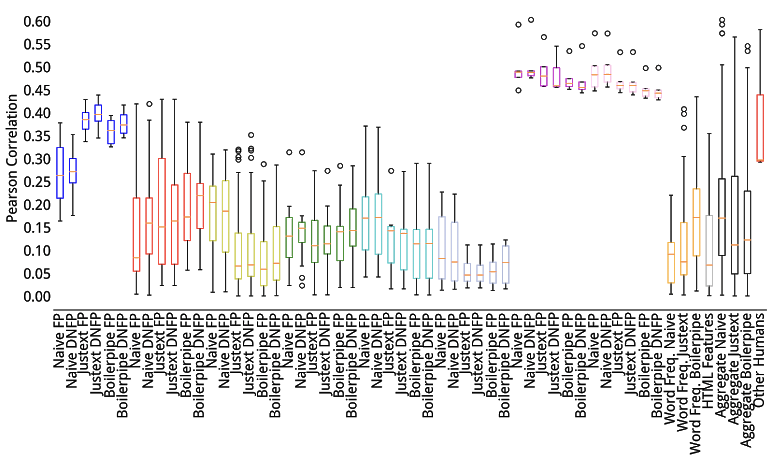 0.60
0.55
0.50
0.45
0.40
0.35
0.30
0.25
0.20
0.15
0.10
0.05
0.00
Pearson Correlation
Naive FP
Naive DNFP
Justext FP
Justext DNFP
Boilerpipe FP
Boilerpipe DNFP
Naive FP
Naive DNFP
Justext FP
Justext DNFP
Boilerpipe FP
Boilerpipe DNFP
Naive FP
Naive DNFP
Justext FP
Justext DNFP
Boilerpipe FP
Boilerpipe DNFP
Naive FP
Naive DNFP
Justext FP
Justext DNFP
Boilerpipe FP
Boilerpipe DNFP
Naive FP
Naive DNFP
Justext FP
Justext DNFP
Boilerpipe FP
Boilerpipe DNFP
Naive FP
Naive DNFP
Justext FP
Justext DNFP
Boilerpipe FP
Boilerpipe DNFP
Naive FP
Naive DNFP
Justext FP
Justext DNFP
Boilerpipe FP
Boilerpipe DNFP
Naive FP
Naive DNFP
Justext FP
Justext DNFP
Boilerpipe FP
Boilerpipe DNFP
Word Freq. Naive
Word Freq. Justext
Word Freq. Boilerpipe
HTML Features
Aggregate Naive
Aggregate Justext
Aggregate Boilerpipe
Other Humans